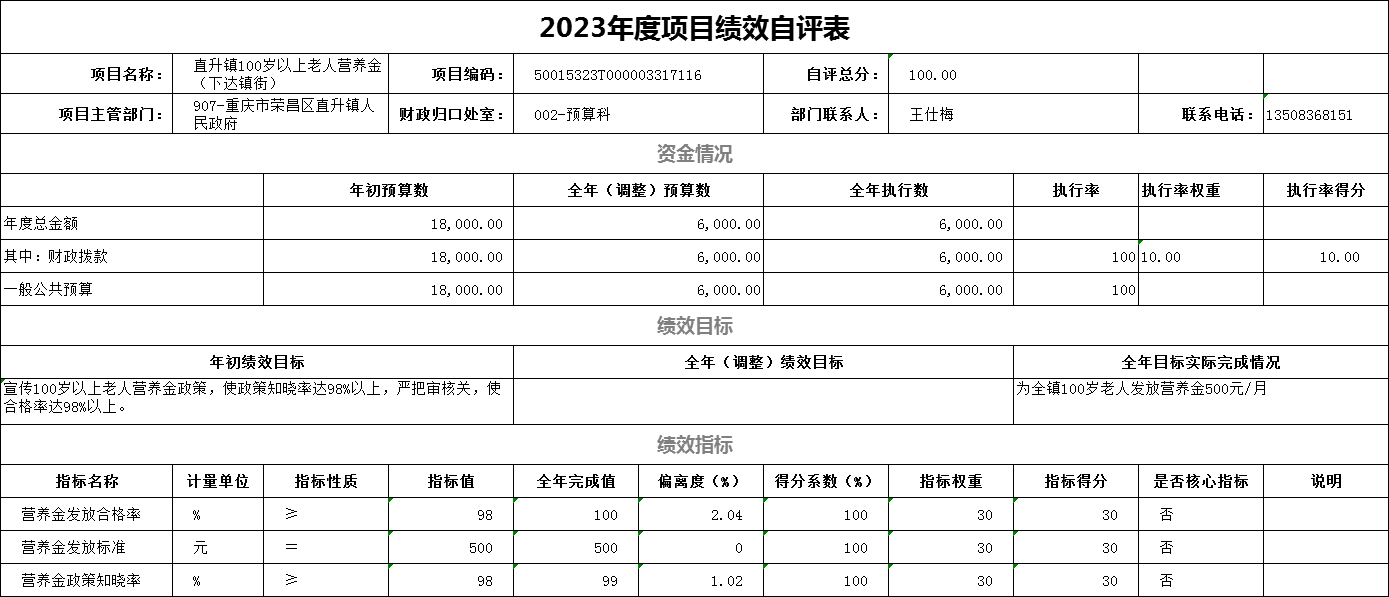 2023年度项目绩效自评表
项目名称： 直升镇100岁以上老人营养金（下达镇街） 项目编码： 50015323T000003317116 自评总分： 100.00
项目主管部门： 907-重庆市荣昌区直升镇人民政府 财政归口处室： 002-预算科 部门联系人： 王仕梅 联系电话： 13508368151
资金情况
年初预算数 全年（调整）预算数 全年执行数 执行率 执行率权重 执行率得分
年度总金额 18,000.00 6,000.00 6,000.00
其中：财政拨款 18,000.00 6,000.00 6,000.00 100 10.00 10.00
一般公共预算 18,000.00 6,000.00 6,000.00 100
绩效目标
年初绩效目标 全年（调整）绩效目标 全年目标实际完成情况
宣传100岁以上老人营养金政策，使政策知晓率达98%以上，严把审核关，使 为全镇100岁老人发放营养金500元/月
合格率达98%以上。
绩效指标
指标名称 计量单位 指标性质 指标值 全年完成值 偏离度（%） 得分系数（%） 指标权重 指标得分 是否核心指标 说明
营养金发放合格率 % ≥ 98 100 2.04 100 30 30 否
营养金发放标准 元 ＝ 500 500 0 100 30 30 否
营养金政策知晓率 % ≥ 98 99 1.02 100 30 30 否